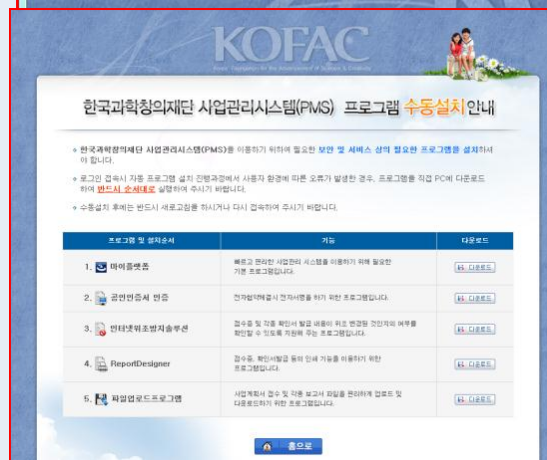 KOFAC
한국과학창의재단 사업관리시스템(PMS) 프로그램 수동설치 안내
한국과학창의재단 사업관리시스템(PMS)를 이용하기 위하여 필요한 보안 및 서비스 상의 필요한 프로그램을 설치하셔
야 합니다.
로그인 접속시 자동 프로그램 설치 진행과정에서 사용자 환경에 따른 오류가 발생한 경우, 프로그램을 직접 PC에 다운로드
하여 반드시 순서대로 실행하여 주시기 바랍니다.
수동설치 후에는 반드시 새로고침을 하시거나 다시 접속하여 주시기 바랍니다.
프로그램 및 설치순서 기능 다운로드
1. 마이플랫폼 빠르고 편리한 사업관리 시스템을 이용하기 위해 필요한
기본 프로그램입니다. 다운로드
2. 공인인증서 인증 전자협약체결시 전자서명을 하기 위한 프로그램입니다. 다운로드
3. 인터넷위조방지솔루션 접수증 및 각종 확인서 발급 내용이 위조 변경된 것인지의 여부를
확인할 수 있도록 지원해 주는 프로그램입니다. 다운로드
4. ReportDesigner 접수증, 확인서발급 등의 인쇄 기능을 이용하기 위한
프로그램입니다. 다운로드
5. 파일업로드프로그램 사업계획서 접수 및 각종 보고서 파일을 편리하게 업로드 및
다운로드하기 위한 프로그램입니다. 다운로드
홈으로